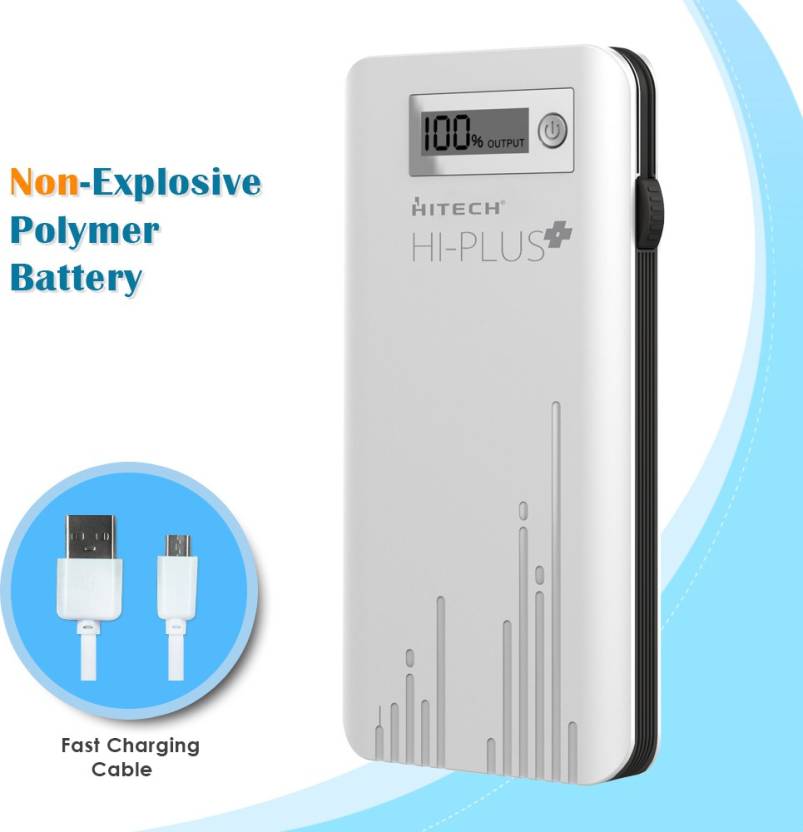 100% OUTPUT
HITECH®
HI-PLUS+
Non-Explosive
Polymer
Battery
Fast Charging
Cable